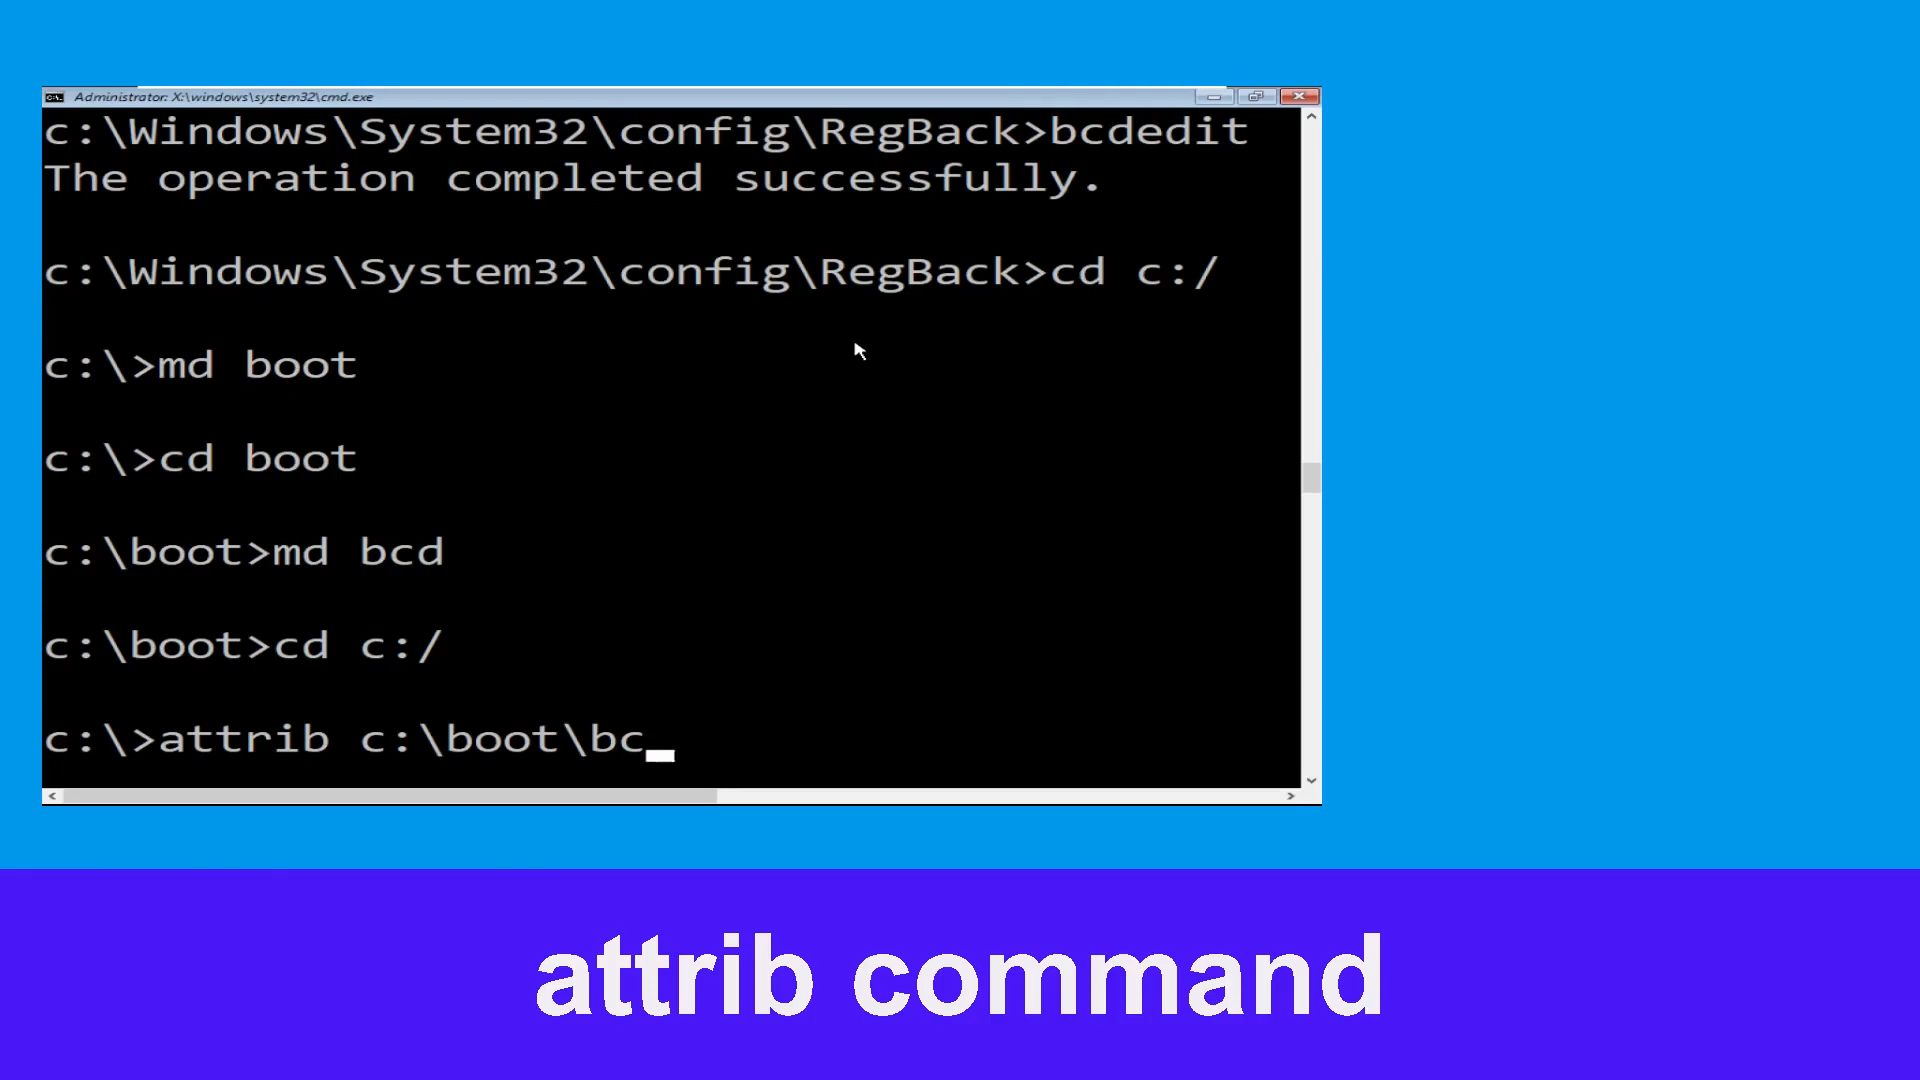 Administrator: X:\windows\system32\cmd.exe
c:\Windows\System32\config\RegBack>bcdedit
The operation completed successfully.
c:\Windows\System32\config\RegBack>cd c:/
c:\>md boot
c:\>cd boot
c:\boot>md bcd
c:\boot>cd c:/
c:\>attrib c:\boot\bc
attrib command